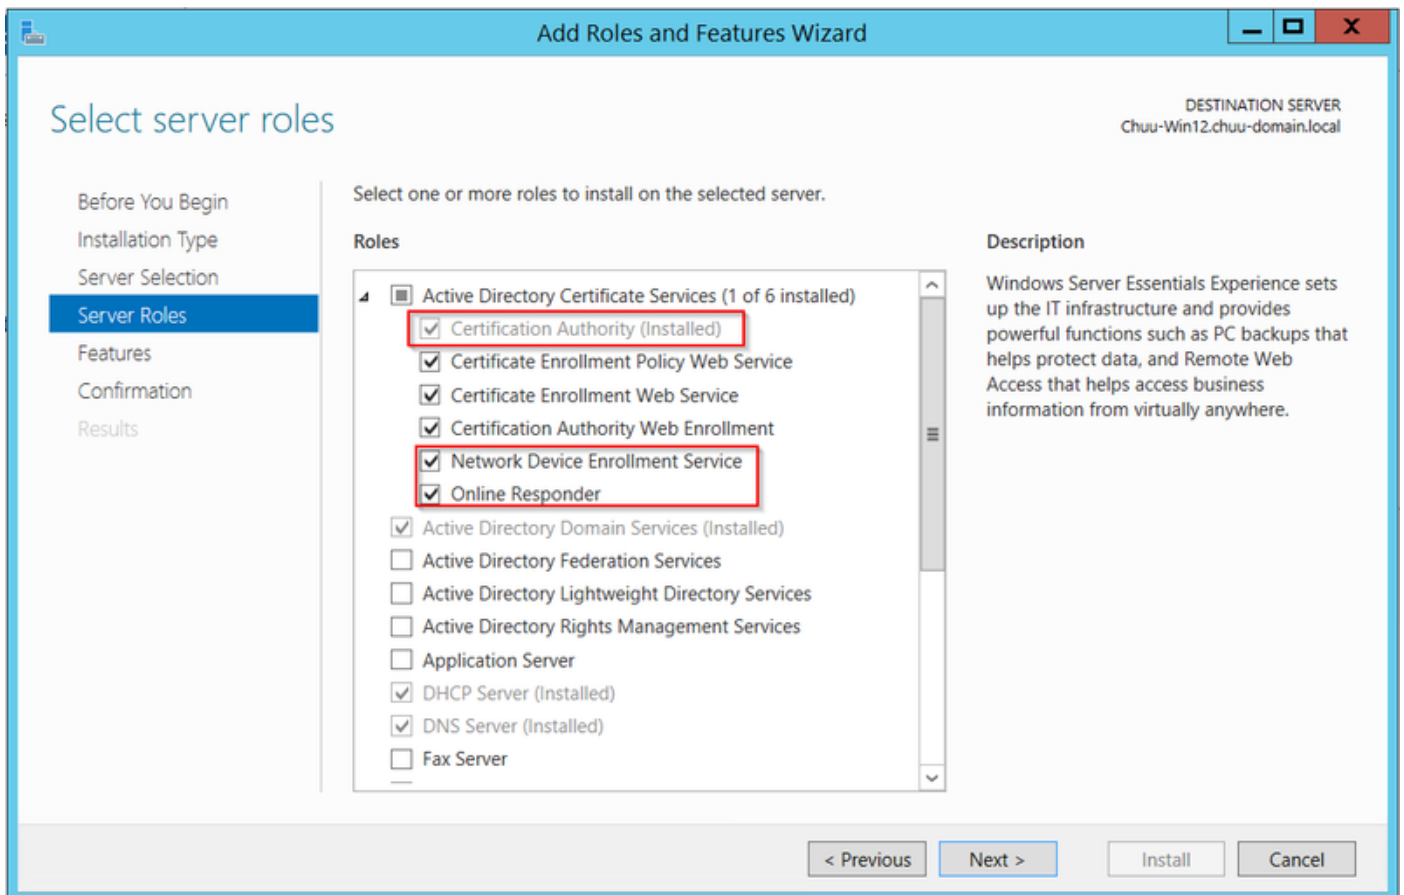 Add Roles and Features Wizard
Select server roles
DESTINATION SERVER
Chuu-Win12.chuu-domain.local
Before You Begin
Installation Type
Server Selection
Server Roles
Features
Confirmation
Results
Select one or more roles to install on the selected server.
Roles
Active Directory Certificate Services (1 of 6 installed)
Certification Authority (Installed)
Certificate Enrollment Policy Web Service
Certificate Enrollment Web Service
Certification Authority Web Enrollment
Network Device Enrollment Service
Online Responder
Active Directory Domain Services (Installed)
Active Directory Federation Services
Active Directory Lightweight Directory Services
Active Directory Rights Management Services
Application Server
DHCP Server (Installed)
DNS Server (Installed)
Fax Server
Description
Windows Server Essentials Experience sets
up the IT infrastructure and provides
powerful functions such as PC backups that
helps protect data, and Remote Web
Access that helps access business
information from virtually anywhere.
< Previous
Next >
Install
Cancel